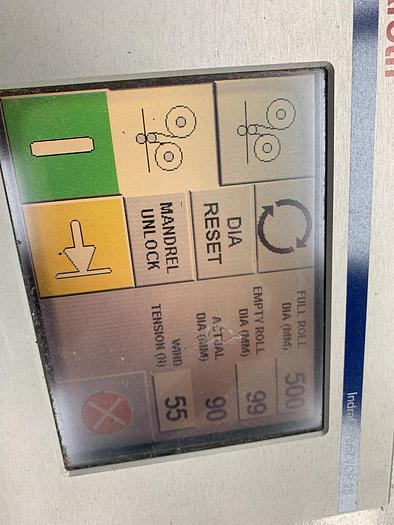 roth
DIA
RESET
MANDREL
UNLOCK
FULL ROLL
DIA (MM)
500
EMPTY ROLL
DIA (MM)
99
ACTUAL
DIA (MM)
90
WIND
TENSION (N)
55